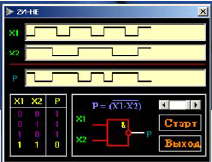 2И-НЕ
X1
X2
P
X1 X2 P
0 0 1
0 1 1
1 0 1
1 1 0
P = (X1·X2)
X1
&
P
X2
Старт
Выход